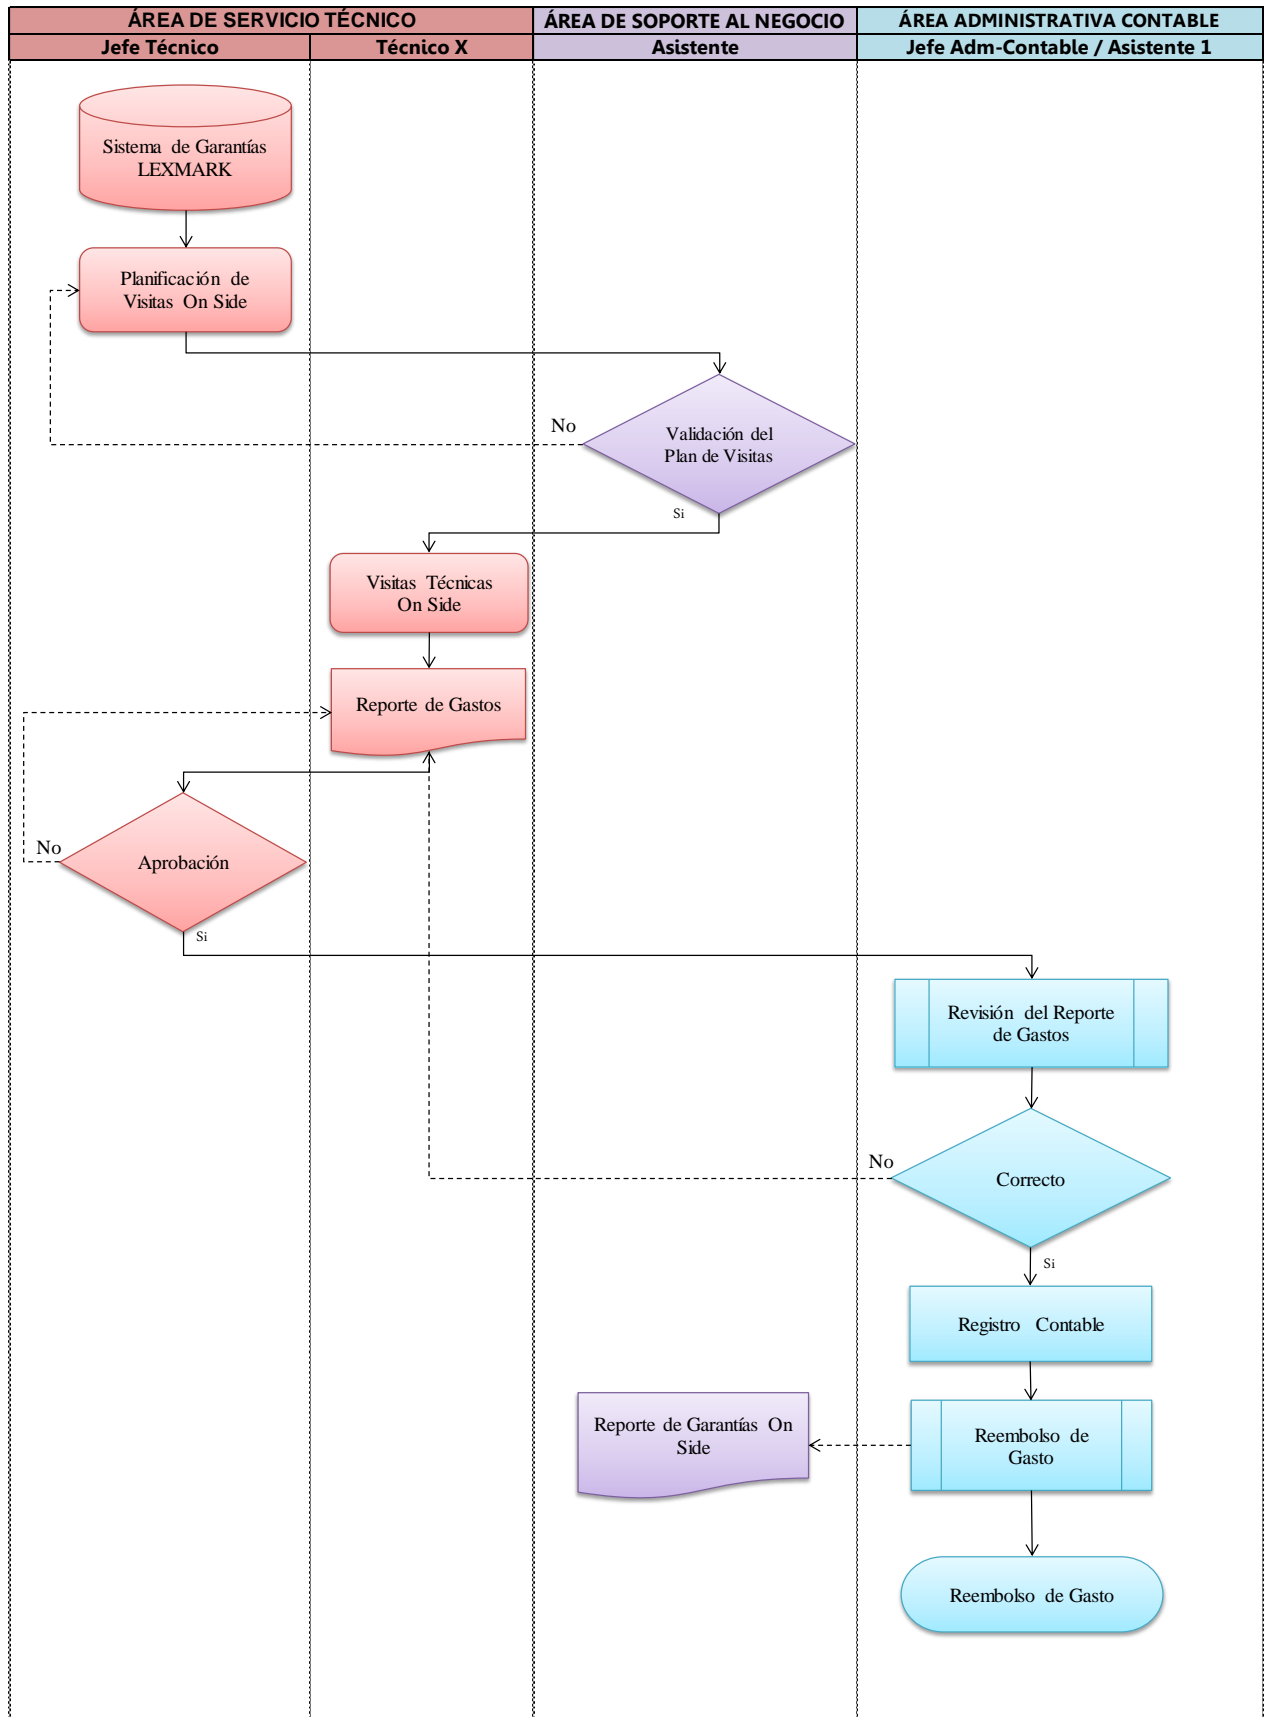 ÁREA DE SERVICIO TÉCNICO
ÁREA DE SOPORTE AL NEGOCIO
ÁREA ADMINISTRATIVA CONTABLE
Jefe Técnico
Técnico X
Asistente
Jefe Adm-Contable / Asistente 1
Sistema de Garantías
LEXMARK
Planificación de
Visitas On Side
No
Validación del
Plan de Visitas
Si
Visitas Técnicas
On Side
Reporte de Gastos
No
Aprobación
Si
Revisión del Reporte
de Gastos
No
Correcto
Si
Registro Contable
Reporte de Garantías On
Side
Reembolso de
Gasto
Reembolso de Gasto